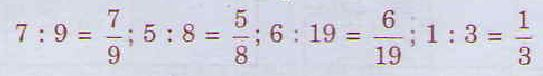 7 : 9 = 7/9; 5 : 8 = 5/8; 6 : 19 = 6/19; 1 : 3 = 1/3